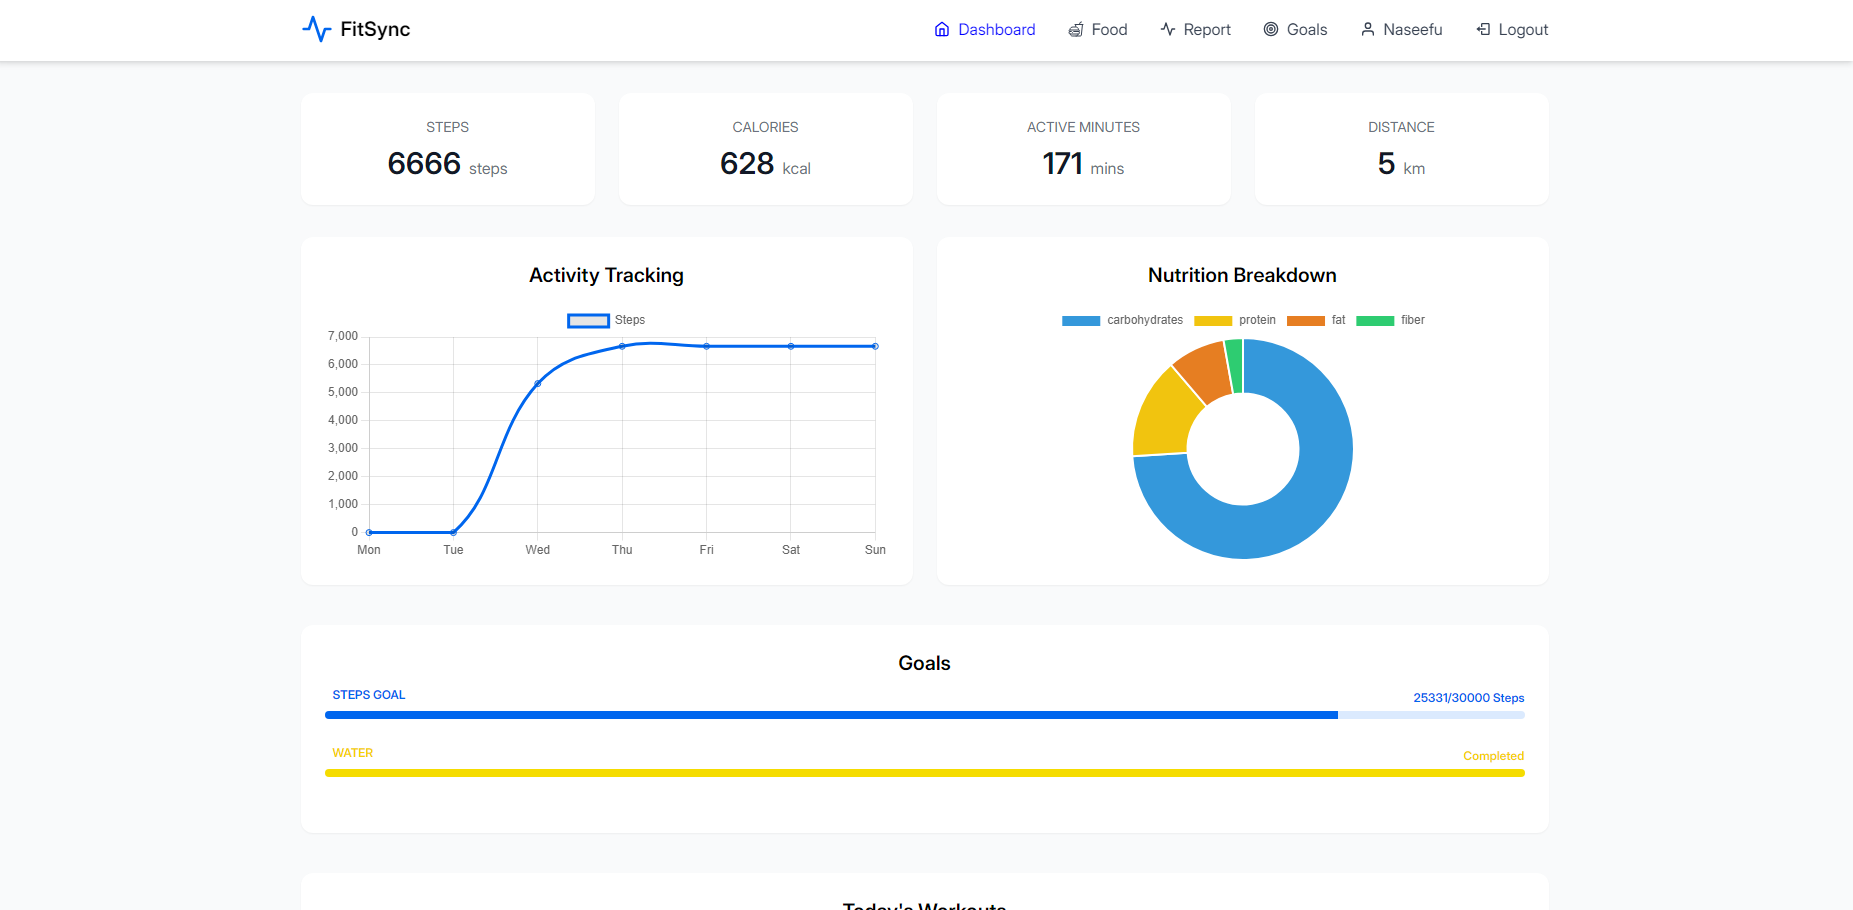 FitSync
Dashboard
Food
Report
Goals
Naseefu
Logout
STEPS
6666 steps
CALORIES
628 kcal
ACTIVE MINUTES
171 mins
DISTANCE
5 km
Activity Tracking
Steps
7,000
6,000
5,000
4,000
3,000
2,000
1,000
0
Mon Tue Wed Thu Fri Sat Sun
Nutrition Breakdown
carbohydrates protein fat fiber
Goals
STEPS GOAL
25331/30000 Steps
WATER
Completed
Today's Workouts